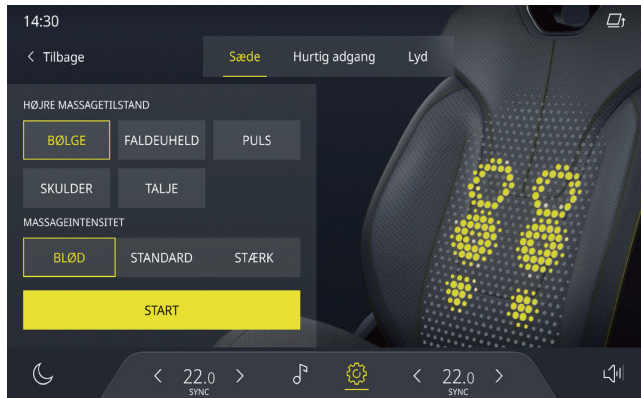 14:30
< Tilbage
Sæde Hurtig adgang Lyd
HØJRE MASSAGETILSTAND
BØLGE FALDEUHELD PULS
SKULDER TALJE
MASSAGEINTENSITET
BLØD STANDARD STÆRK
START
< 22.0 > < 22.0 >
SYNC SYNC